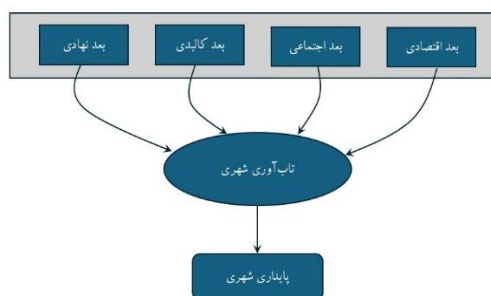 بعد اقتصادی
بعد اجتماعی
بعد کالبدی
بعد نهادی
تاب‌آوری شهری
پایداری شهری